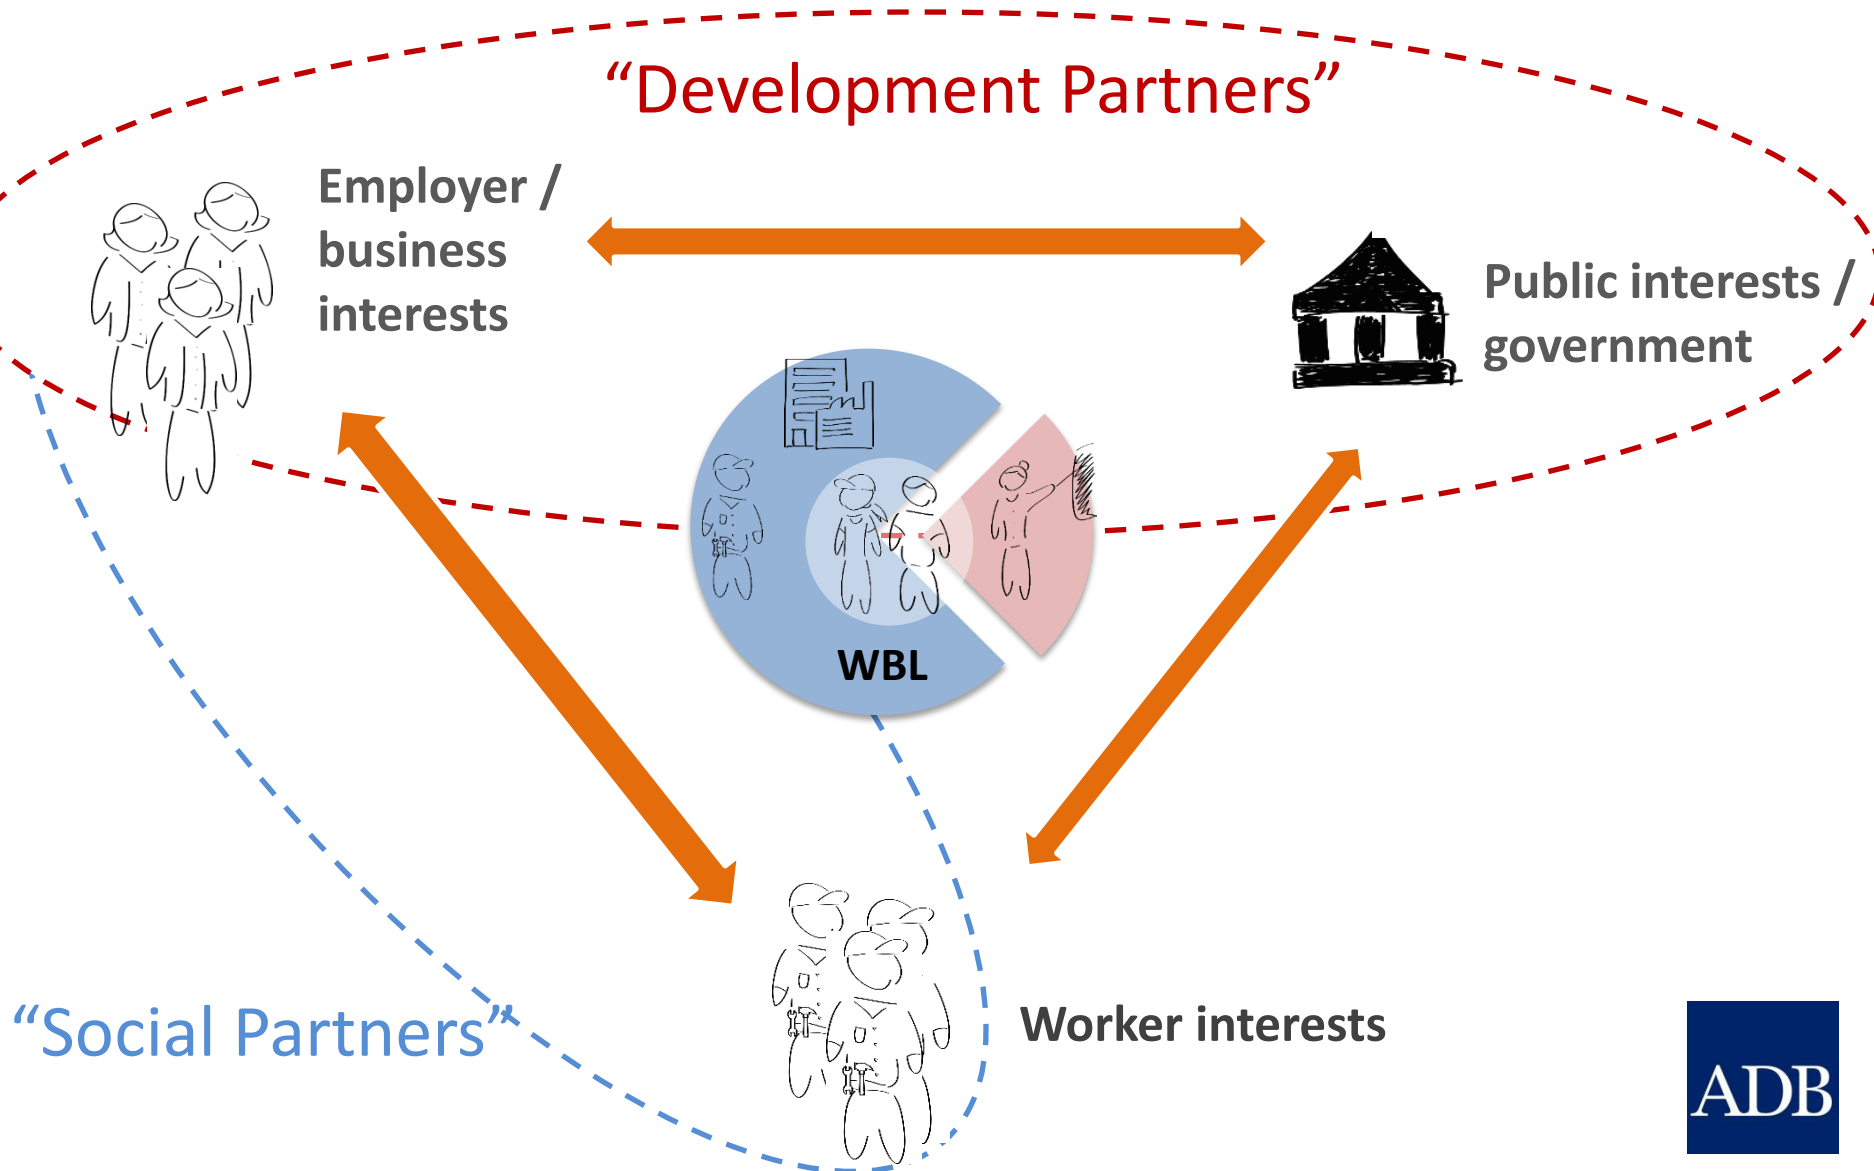 “Development Partners”
Employer /
business
interests
Public interests /
government
WBL
“Social Partners”
Worker interests
ADB